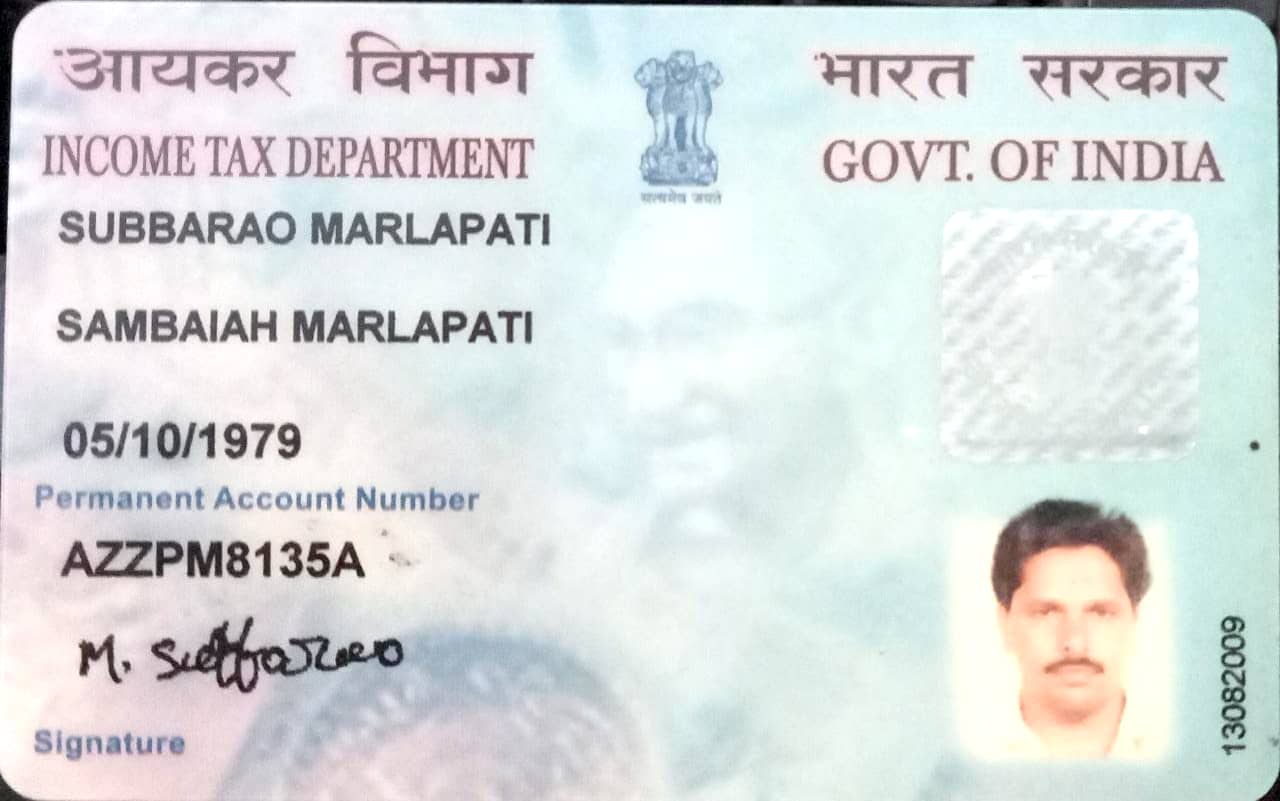 आयकर विभाग
भारत सरकार
INCOME TAX DEPARTMENT
GOVT. OF INDIA
सत्यमेव जयते
SUBBARAO MARLAPATI
SAMBAIAH MARLAPATI
05/10/1979
Permanent Account Number
AZZPM8135A
M. Subbarao
Signature
13082009